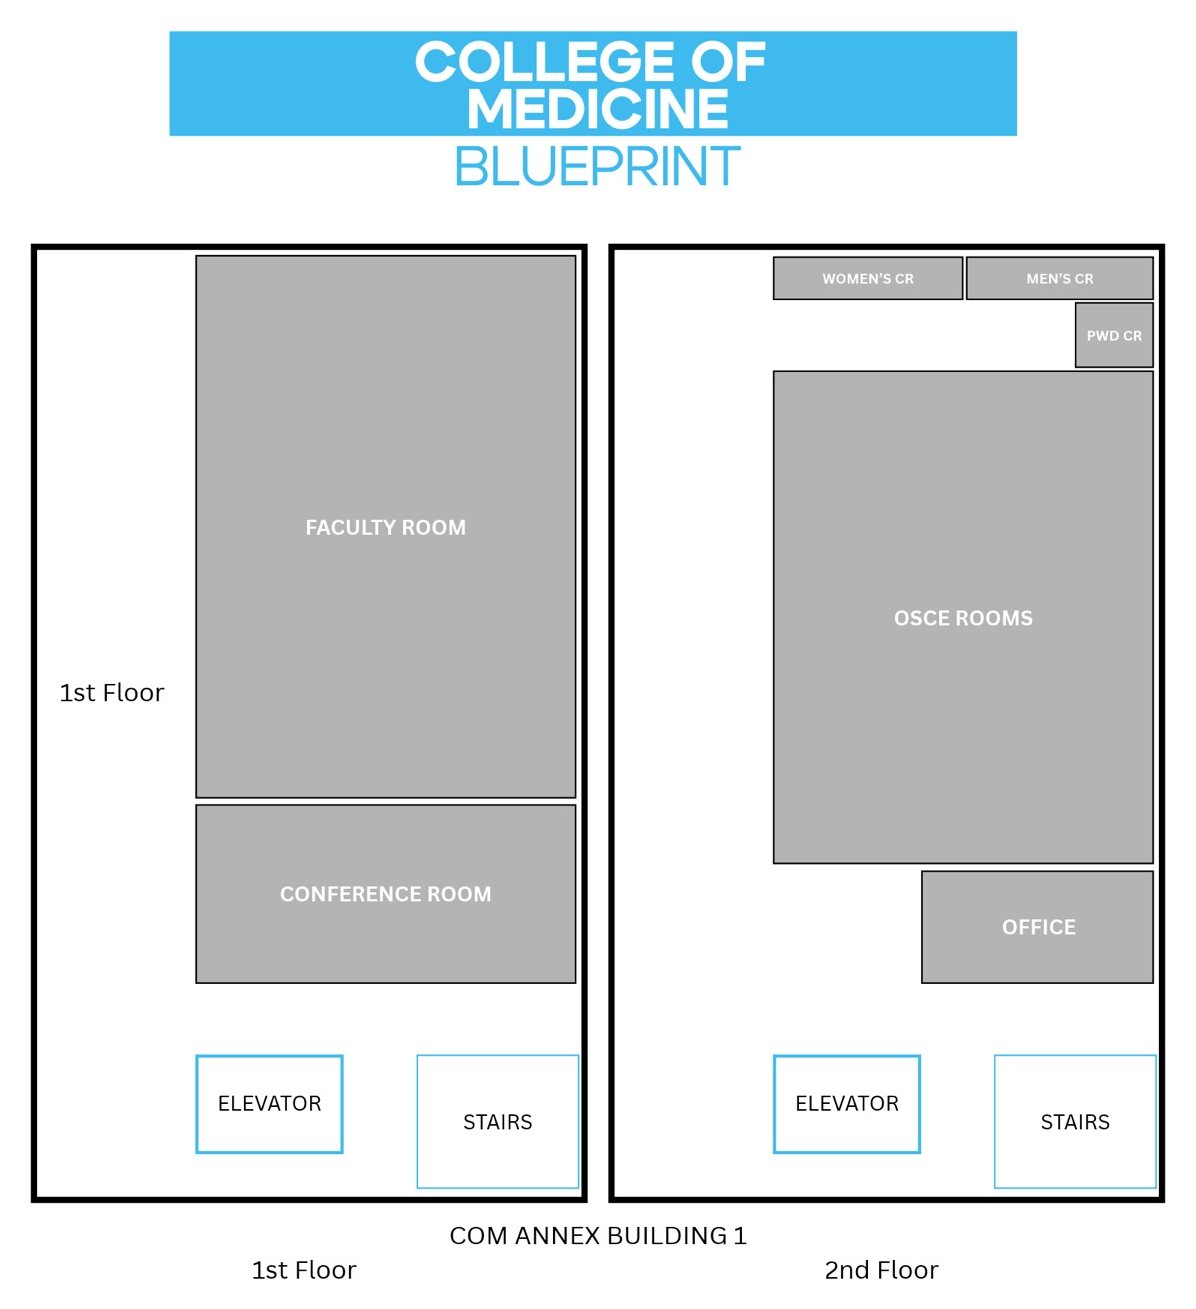 COLLEGE OF
MEDICINE
BLUEPRINT
FACULTY ROOM
1st Floor
CONFERENCE ROOM
ELEVATOR
STAIRS
WOMEN'S CR
MEN'S CR
PWD CR
OSCE ROOMS
OFFICE
ELEVATOR
STAIRS
COM ANNEX BUILDING 1
1st Floor
2nd Floor